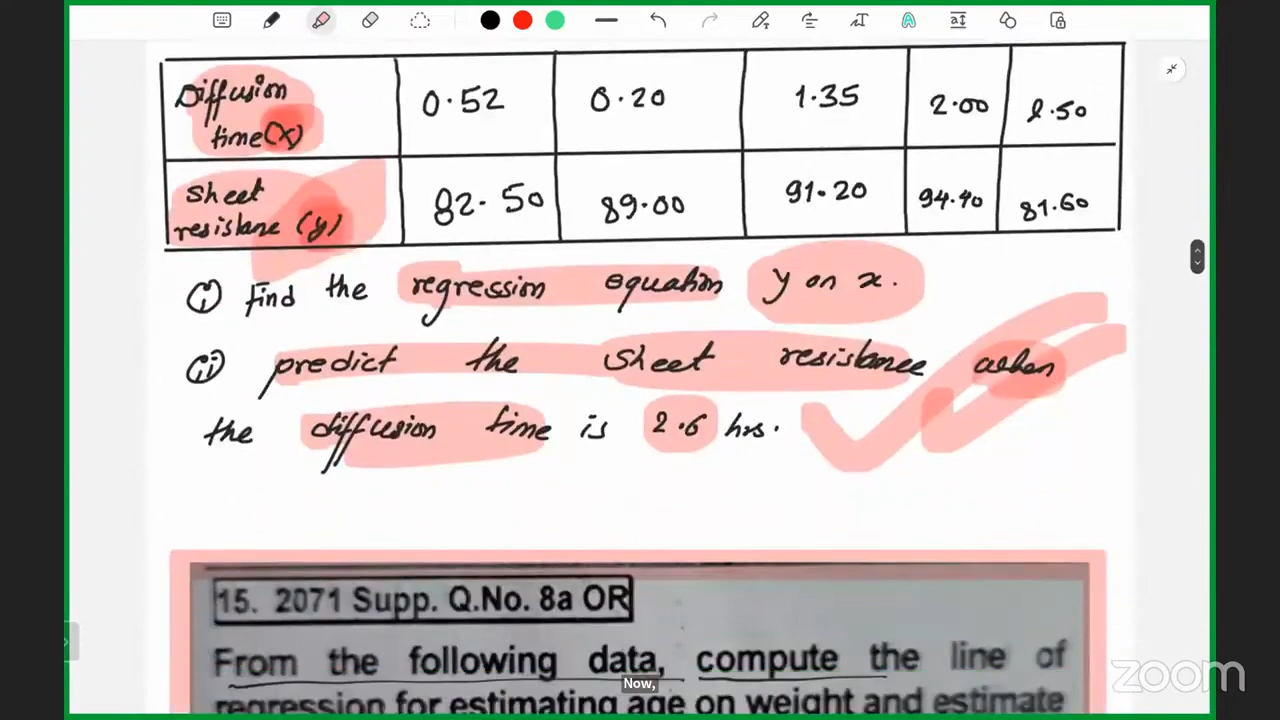 Diffusion time(x) 0.52 0.20 1.35 2.00 2.50
Sheet resistane (y) 82.50 89.00 91.20 94.40 81.60
(i) Find the regression equation y on x.
(ii) predict the sheet resistance when
the diffusion time is 2.6 hrs.
15. 2071 Supp. Q.No. 8a OR
From the following data, compute the line of
regression for estimating age on weight and estimate
Now,
zoom